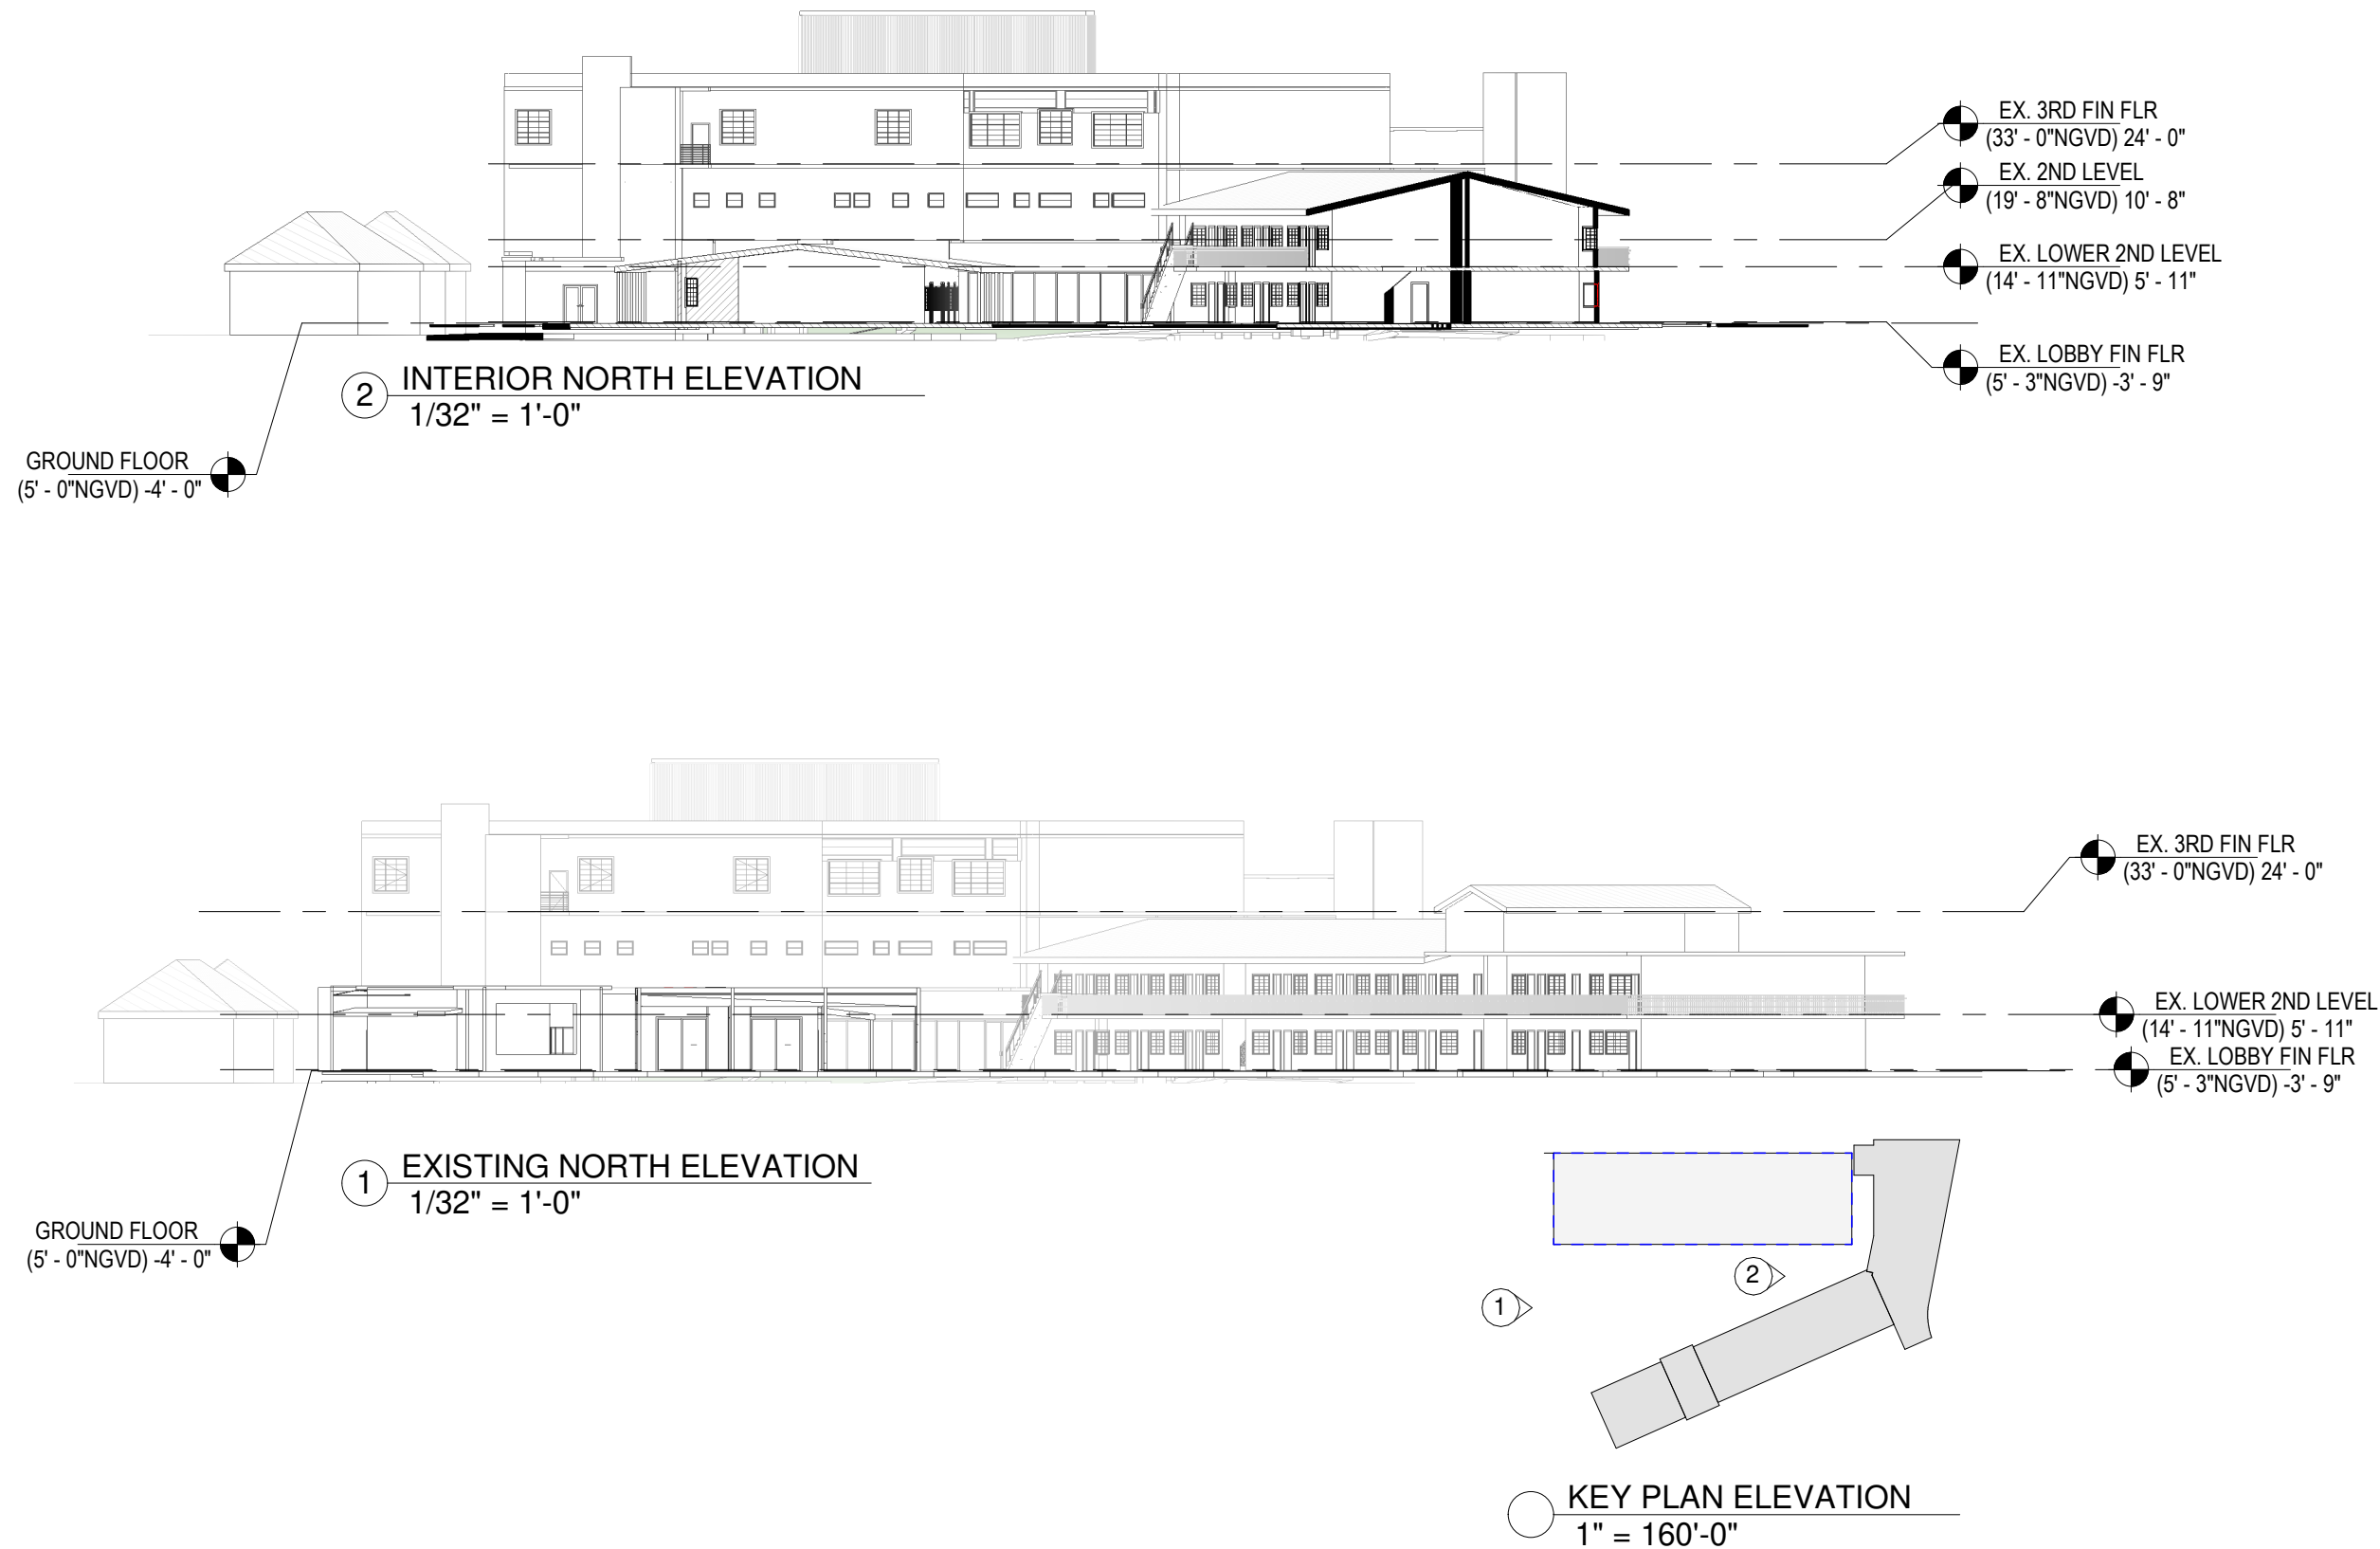 EX. 3RD FIN FLR
(33' - 0"NGVD) 24' - 0"
EX. 2ND LEVEL
(19' - 8"NGVD) 10' - 8"
EX. LOWER 2ND LEVEL
(14' - 11"NGVD) 5' - 11"
EX. LOBBY FIN FLR
(5' - 3"NGVD) -3' - 9"
2
INTERIOR NORTH ELEVATION
1/32" = 1'-0"
GROUND FLOOR
(5' - 0"NGVD) -4' - 0"
EX. 3RD FIN FLR
(33' - 0"NGVD) 24' - 0"
EX. LOWER 2ND LEVEL
(14' - 11"NGVD) 5' - 11"
EX. LOBBY FIN FLR
(5' - 3"NGVD) -3' - 9"
1
EXISTING NORTH ELEVATION
1/32" = 1'-0"
GROUND FLOOR
(5' - 0"NGVD) -4' - 0"
2
1
KEY PLAN ELEVATION
1" = 160'-0"